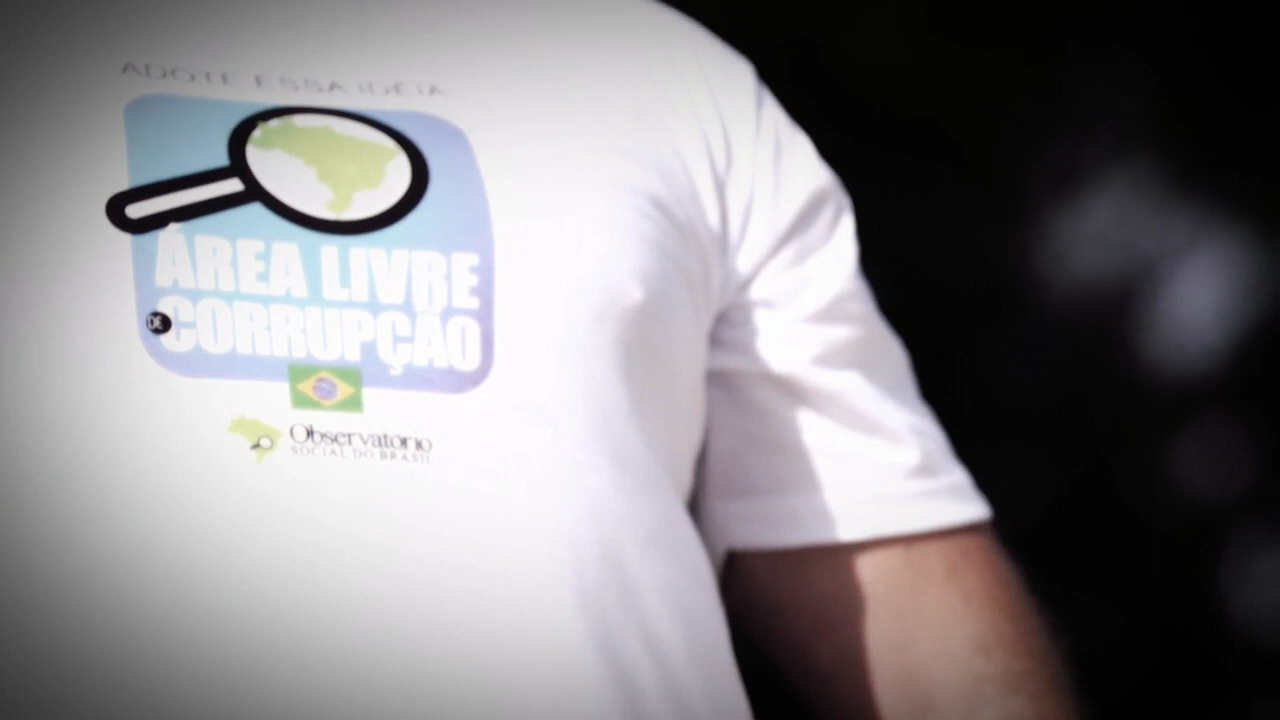 ADOTE ESSA IDÉIA
ÁREA LIVRE
DE CORRUPÇÃO
Observatório
SOCIAL DO BRASIL